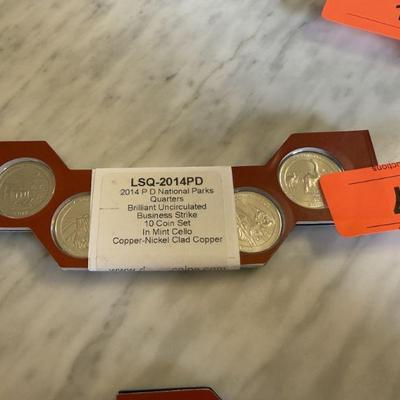 LSQ-2014PD
2014 P D National Parks
Quarters
Brilliant Uncirculated
Business Strike
10 Coin Set
In Mint Cello
Copper-Nickel Clad Copper